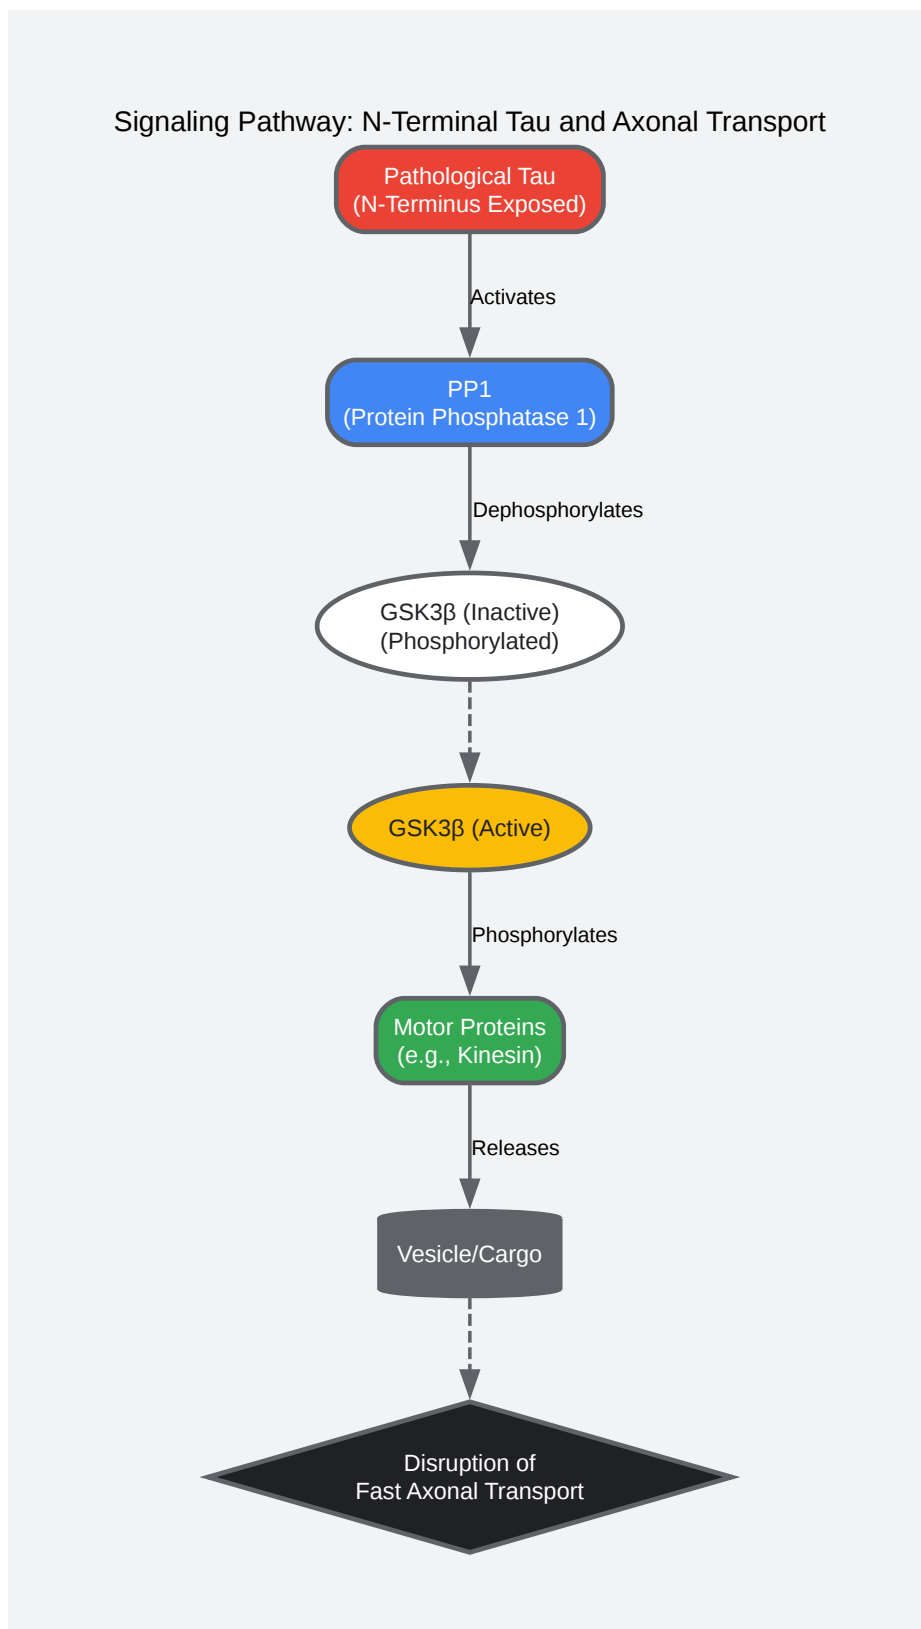 Signaling Pathway: N-Terminal Tau and Axonal Transport
Pathological Tau
(N-Terminus Exposed)
Activates
PP1
(Protein Phosphatase 1)
Dephosphorylates
GSK3β (Inactive)
(Phosphorylated)
GSK3β (Active)
Phosphorylates
Motor Proteins
(e.g., Kinesin)
Releases
Vesicle/Cargo
Disruption of
Fast Axonal Transport